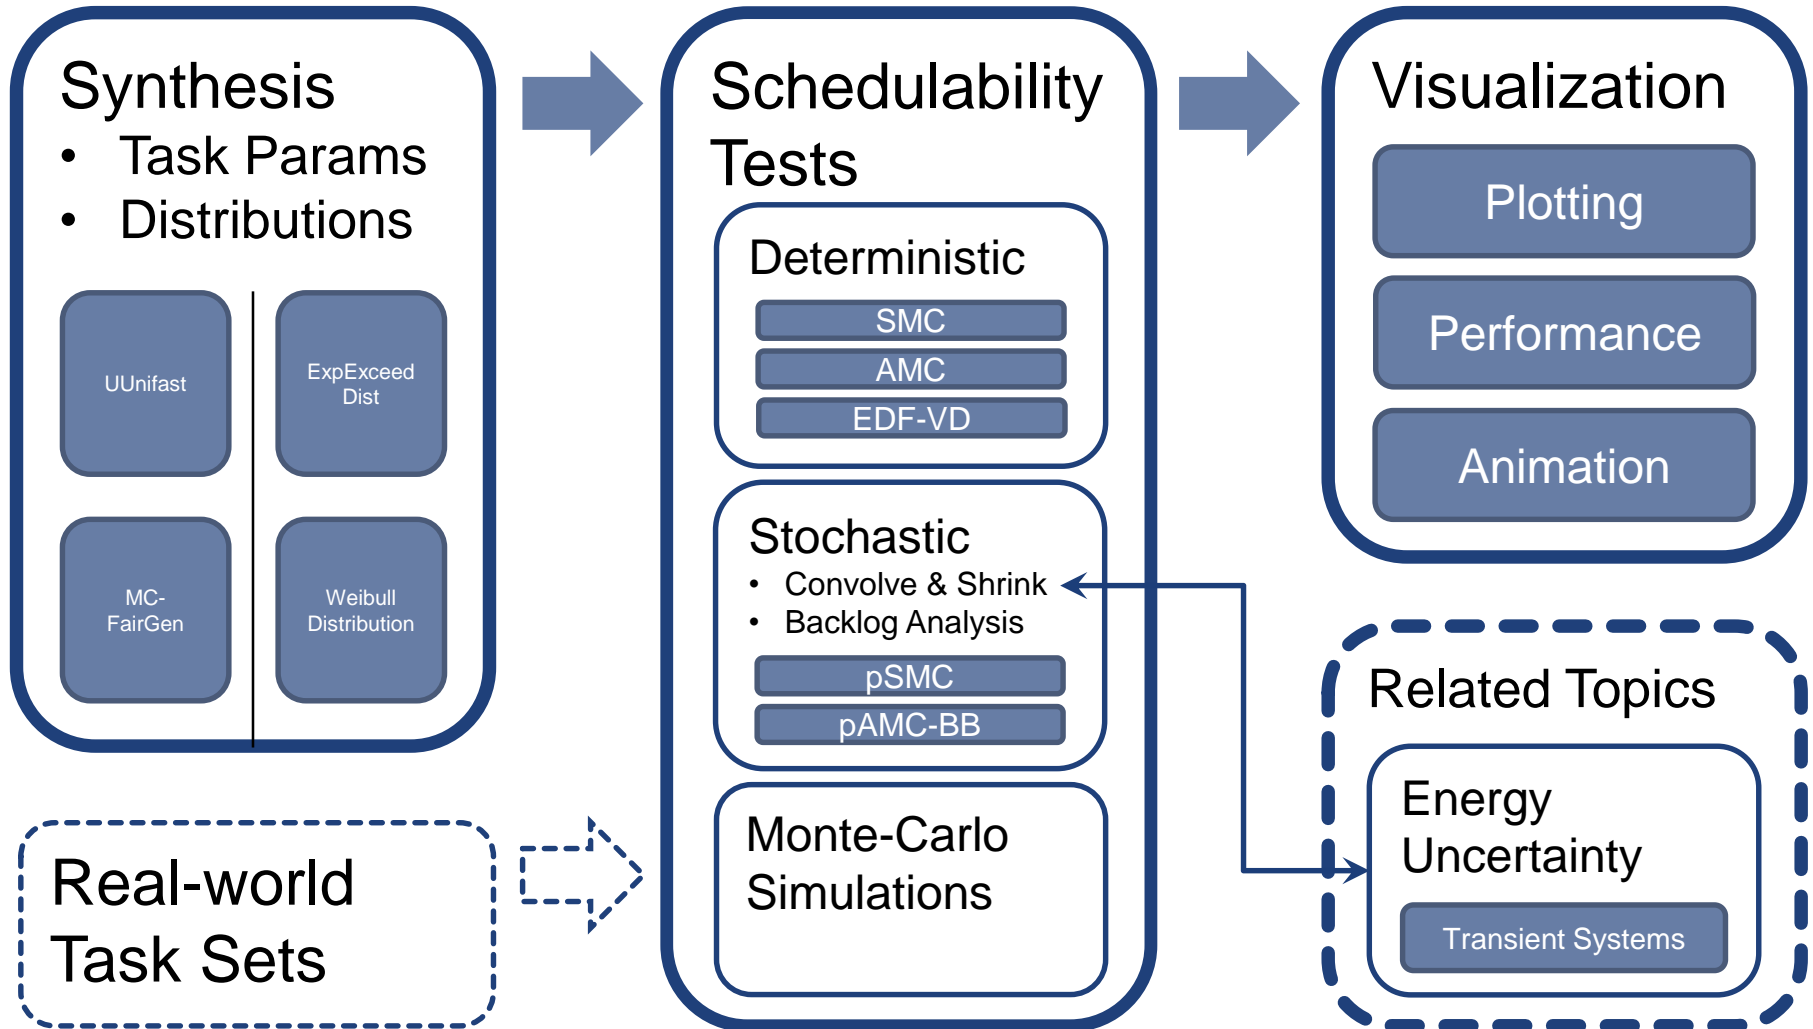 Synthesis
• Task Params
• Distributions
UUnifast
ExpExceed
Dist
MC-
FairGen
Weibull
Distribution
Real-world
Task Sets
Schedulability
Tests
Deterministic
SMC
AMC
EDF-VD
Stochastic
• Convolve & Shrink
• Backlog Analysis
pSMC
pAMC-BB
Monte-Carlo
Simulations
Visualization
Plotting
Performance
Animation
Related Topics
Energy
Uncertainty
Transient Systems